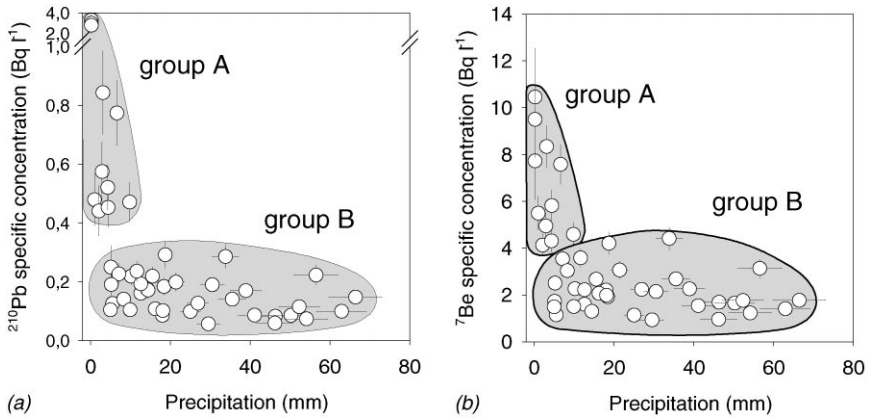 4,0
3,0
2,0
1,0
0,8
0,6
0,4
0,2
0,0
²¹⁰Pb specific concentration (Bq l⁻¹)
group A
group B
0 20 40 60 80
(a) Precipitation (mm)
14
12
10
8
6
4
2
0
⁷Be specific concentration (Bq l⁻¹)
group A
group B
0 20 40 60 80
(b) Precipitation (mm)